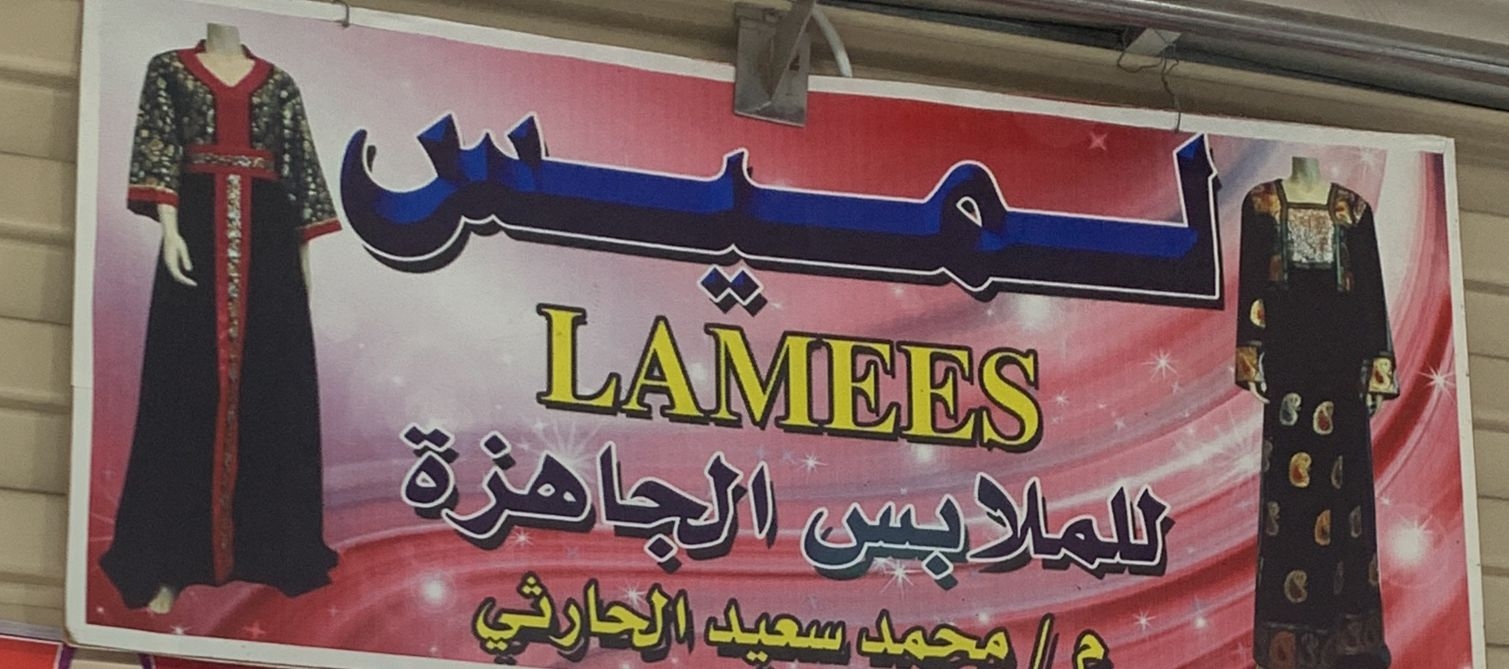 لميس
LAMEES
للملابس الجاهزة
م / محمد سعيد الحارثي